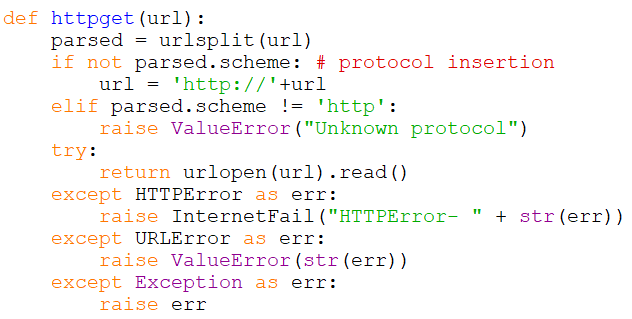 def httpget(url):
    parsed = urlsplit(url)
    if not parsed.scheme: # protocol insertion
        url = 'http://'+url
    elif parsed.scheme != 'http':
        raise ValueError("Unknown protocol")
    try:
        return urlopen(url).read()
    except HTTPError as err:
        raise InternetFail("HTTPError- " + str(err))
    except URLError as err:
        raise ValueError(str(err))
    except Exception as err:
        raise err